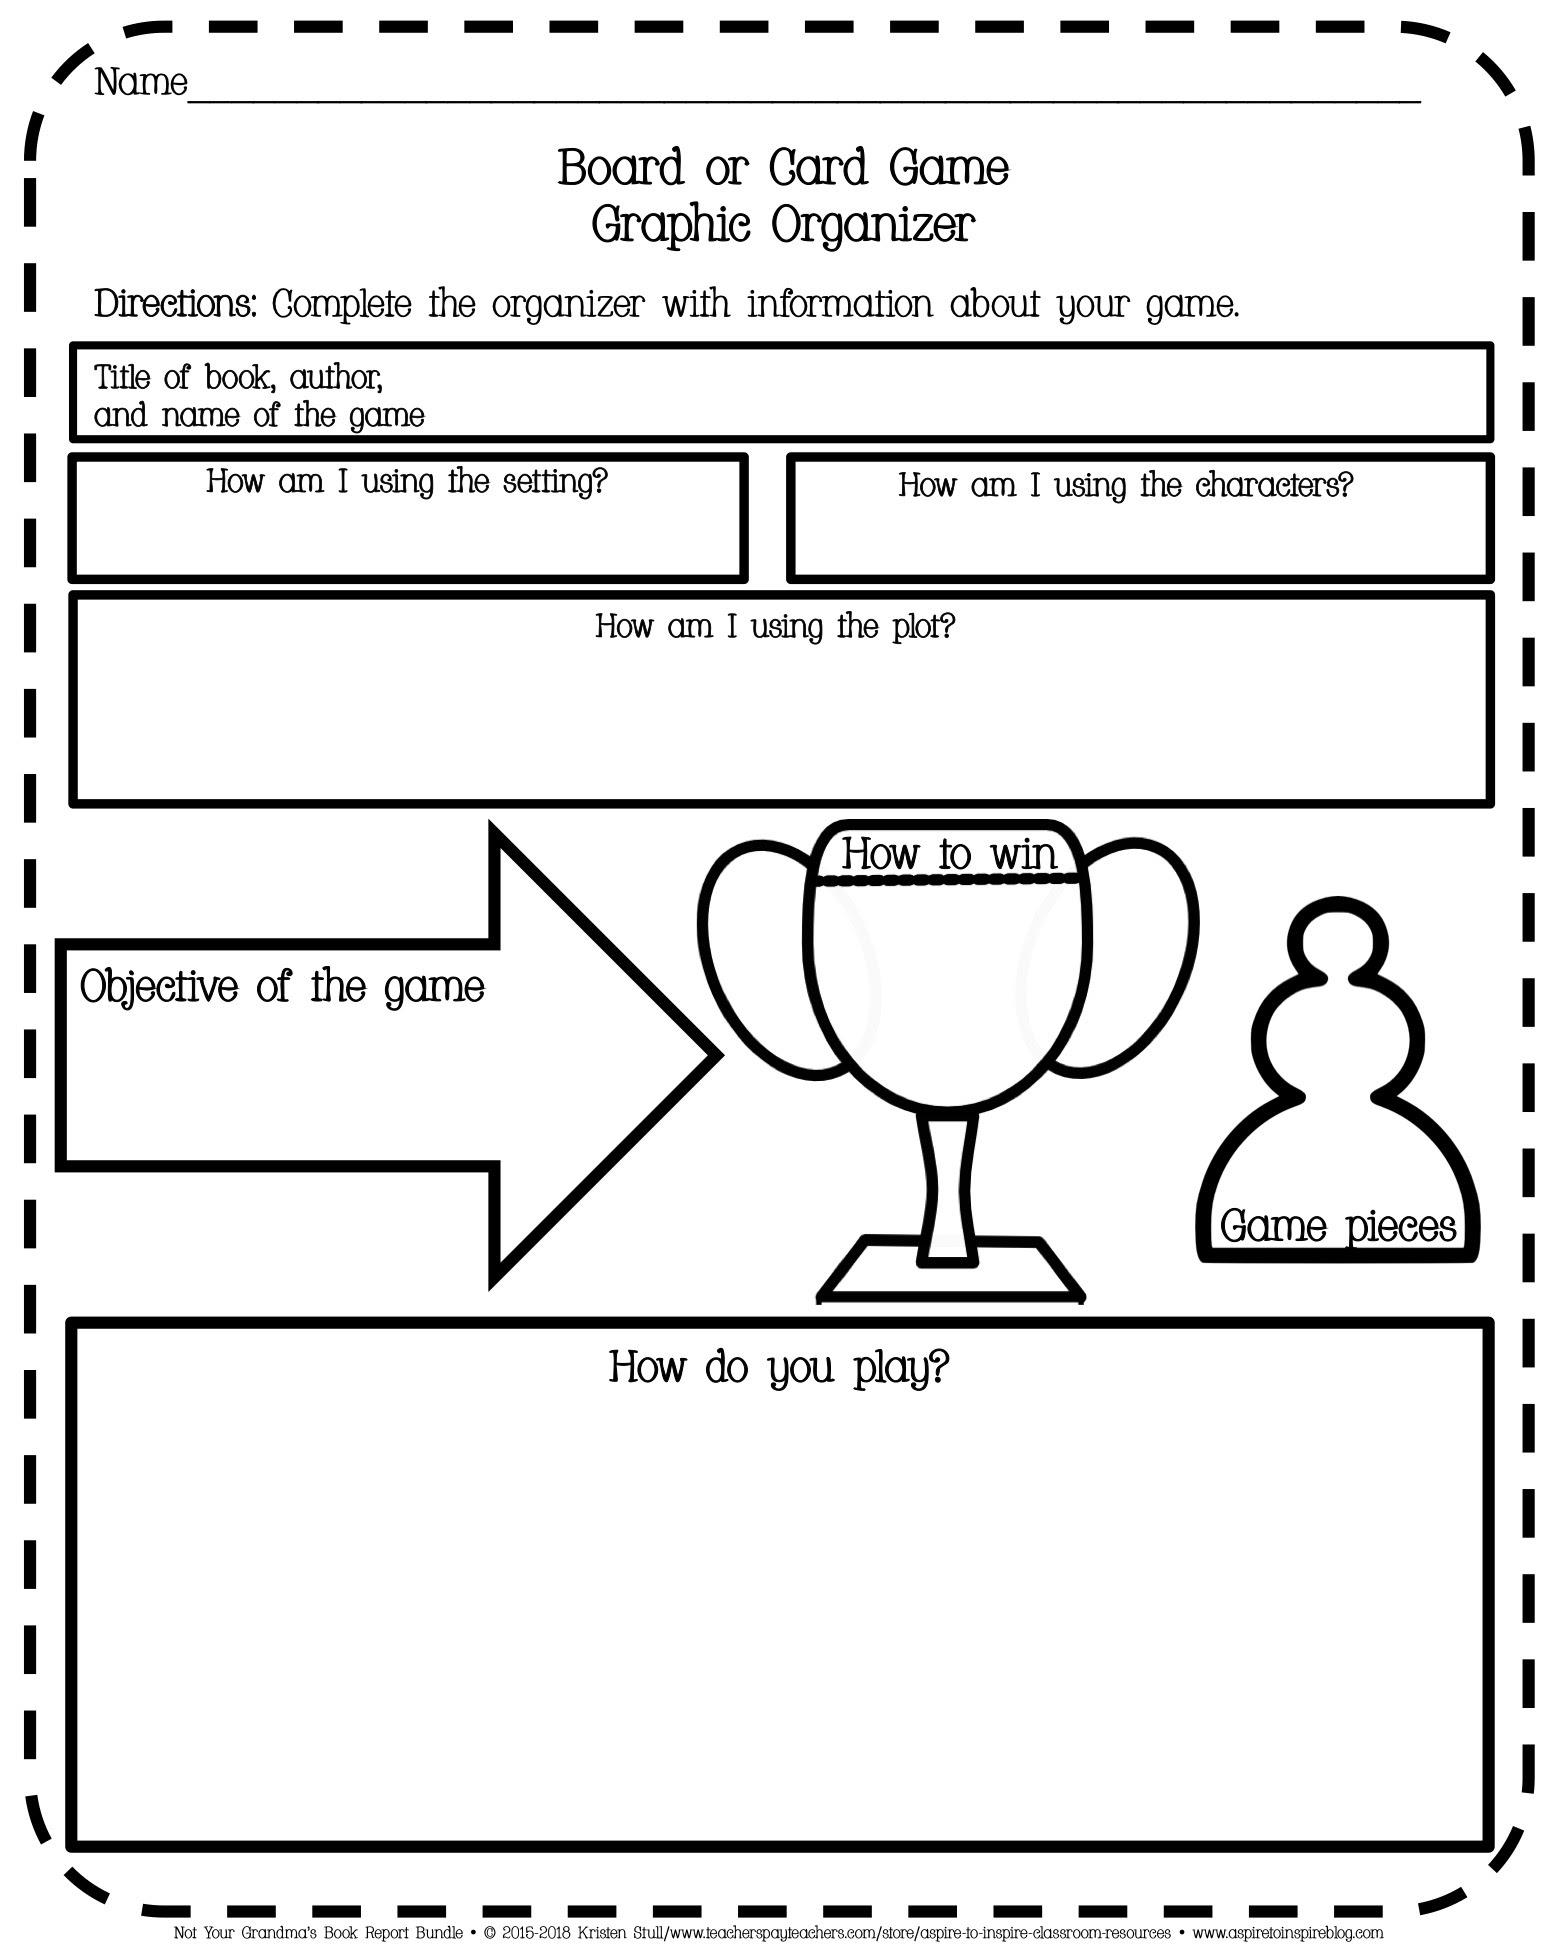 Name
Board or Card Game
Graphic Organizer
Directions: Complete the organizer with information about your game.
Title of book, author,
and name of the game
How am I using the setting?
How am I using the characters?
How am I using the plot?
How to win
Objective of the game
Game pieces
How do you play?
Not Your Grandma's Book Report Bundle • © 2015-2018 Kristen Stull/www.teacherspayteachers.com/store/aspire-to-inspire-classroom-resources • www.aspiretoinspireblog.com